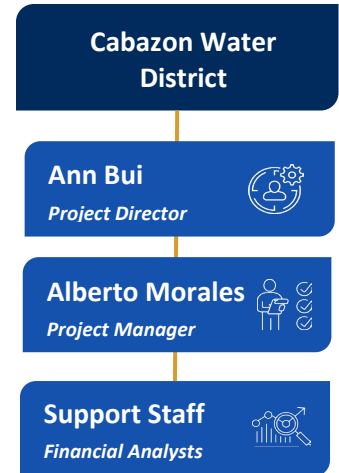 Cabazon Water
District
Ann Bui
Project Director
Alberto Morales
Project Manager
Support Staff
Financial Analysts